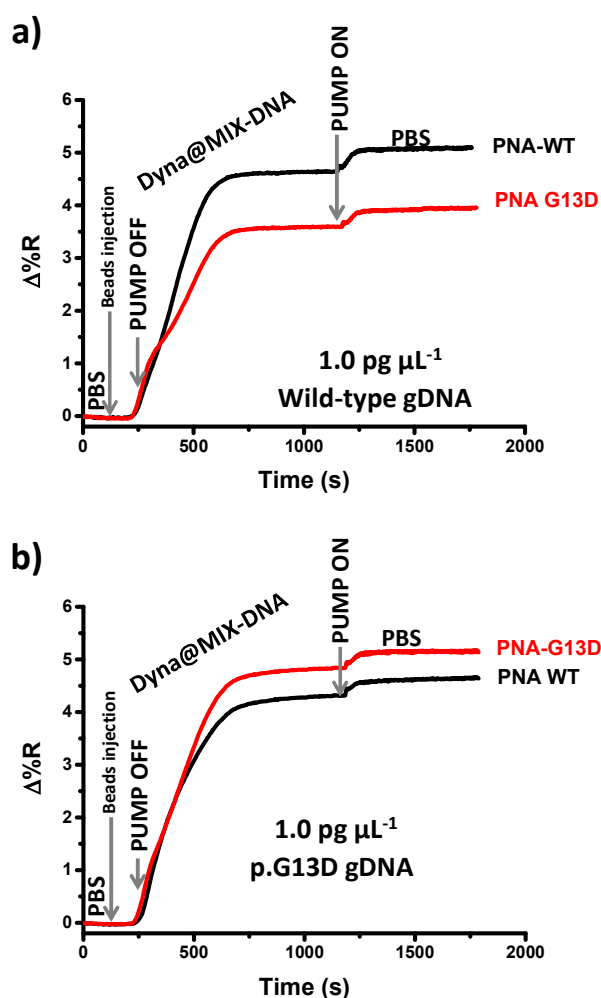 a)
Δ%R
6
5
4
3
2
1
0
PBS
Beads injection
PUMP OFF
Dyna@MIX-DNA
PUMP ON
PBS
PNA-WT
PNA G13D
1.0 pg µL⁻¹
Wild-type gDNA
0 500 1000 1500 2000
Time (s)
b)
Δ%R
6
5
4
3
2
1
0
PBS
Beads injection
PUMP OFF
Dyna@MIX-DNA
PUMP ON
PBS
PNA-G13D
PNA WT
1.0 pg µL⁻¹
p.G13D gDNA
0 500 1000 1500 2000
Time (s)